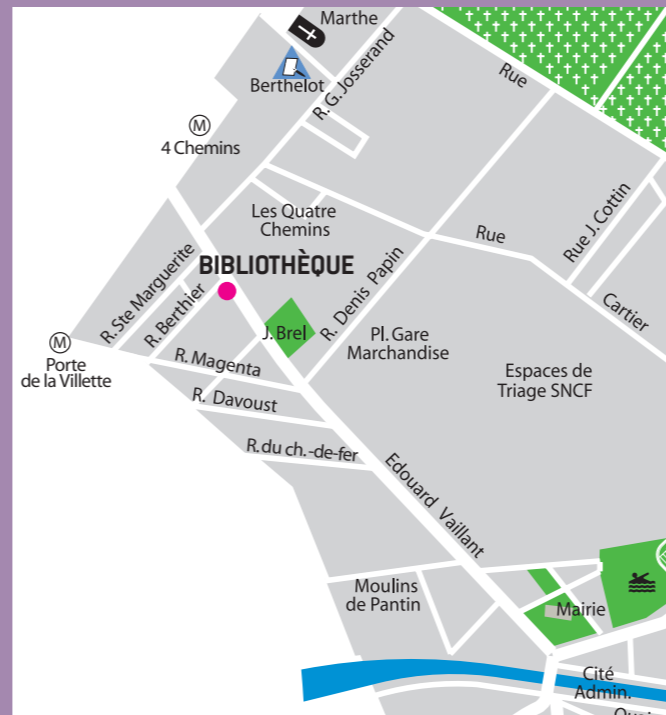 Marthe
Berthelot
R. G. Josserand
Rue
M
4 Chemins
Les Quatre
Chemins
Rue J. Cottin
Rue
Cartier
BIBLIOTHÈQUE
R. Ste Marguerite
R. Berthier
J. Brel
R. Denis Papin
Pl. Gare
Marchandise
M
Porte
de la Villette
R. Magenta
Espaces de
Triage SNCF
R. Davoust
R. du ch.-de-fer
Edouard Vaillant
Moulins
de Pantin
Mairie
Cité
Admin.